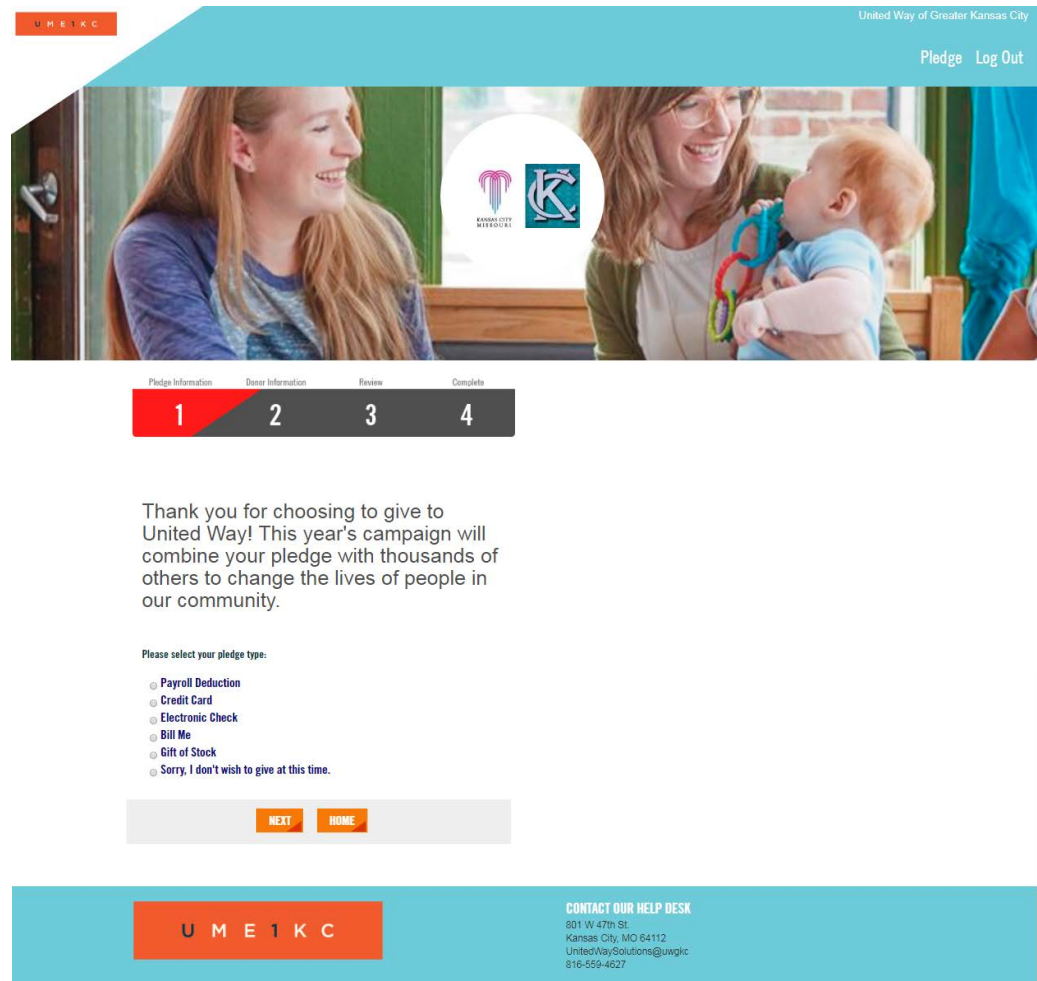 U M E 1 K C
United Way of Greater Kansas City
Pledge Log Out
KANSAS CITY
MISSOURI
KC
Pledge Information Donor Information Review Complete
1 2 3 4
Thank you for choosing to give to
United Way! This year's campaign will
combine your pledge with thousands of
others to change the lives of people in
our community.
Please select your pledge type:
Payroll Deduction
Credit Card
Electronic Check
Bill Me
Gift of Stock
Sorry, I don't wish to give at this time.
NEXT HOME
U M E 1 K C
CONTACT OUR HELP DESK
801 W 47th St.
Kansas City, MO 64112
UnitedWaySolutions@uwgkc
816-559-4627